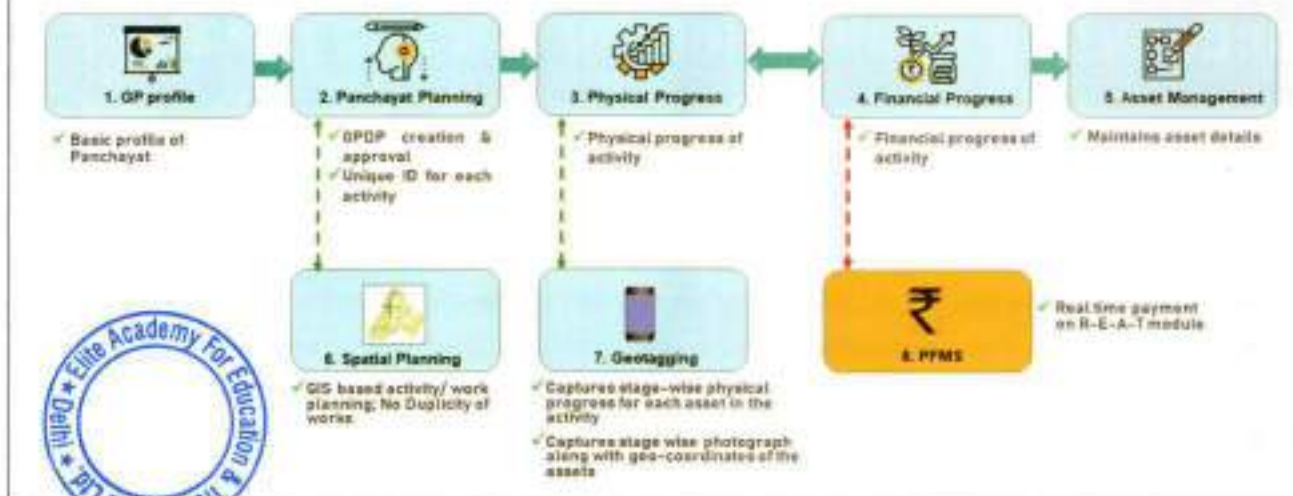 1. GP profile
2. Panchayat Planning
3. Physical Progress
4. Financial Progress
5. Asset Management
✓ Basic profile of
Panchayat
✓ GPDP creation &
approval
✓ Unique ID for each
activity
✓ Physical progress of
activity
✓ Financial progress of
activity
✓ Maintains asset details
6. Spatial Planning
7. Geotagging
₹
8. PFMS
✓ Real time payment
on R-E-A-T module
✓ GIS based activity/ work
planning, No Duplicity of
works
✓ Captures stage-wise physical
progress for each asset in the
activity
✓ Captures stage wise photograph
along with geo-coordinates of the
assets
★ Elite Academy For Education &
Ltd. ★ Delhi